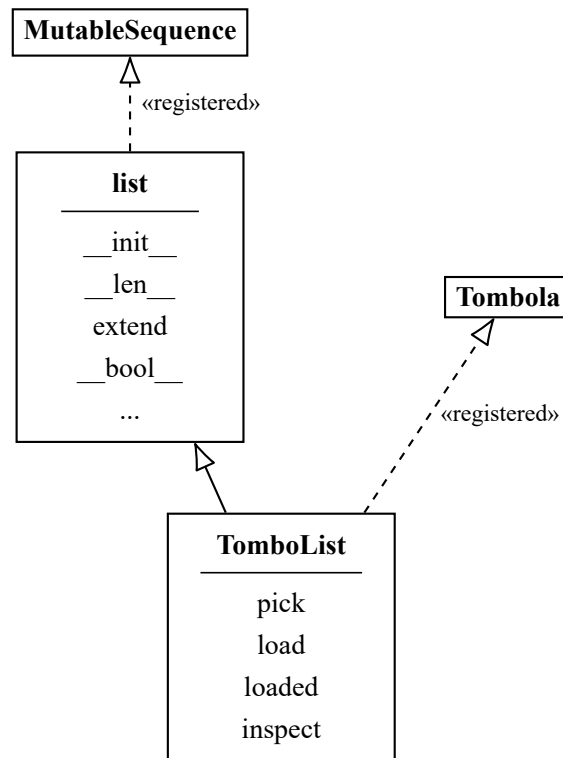 MutableSequence
«registered»
list
__init__
__len__
extend
__bool__
...
Tombola
«registered»
TomboList
pick
load
loaded
inspect